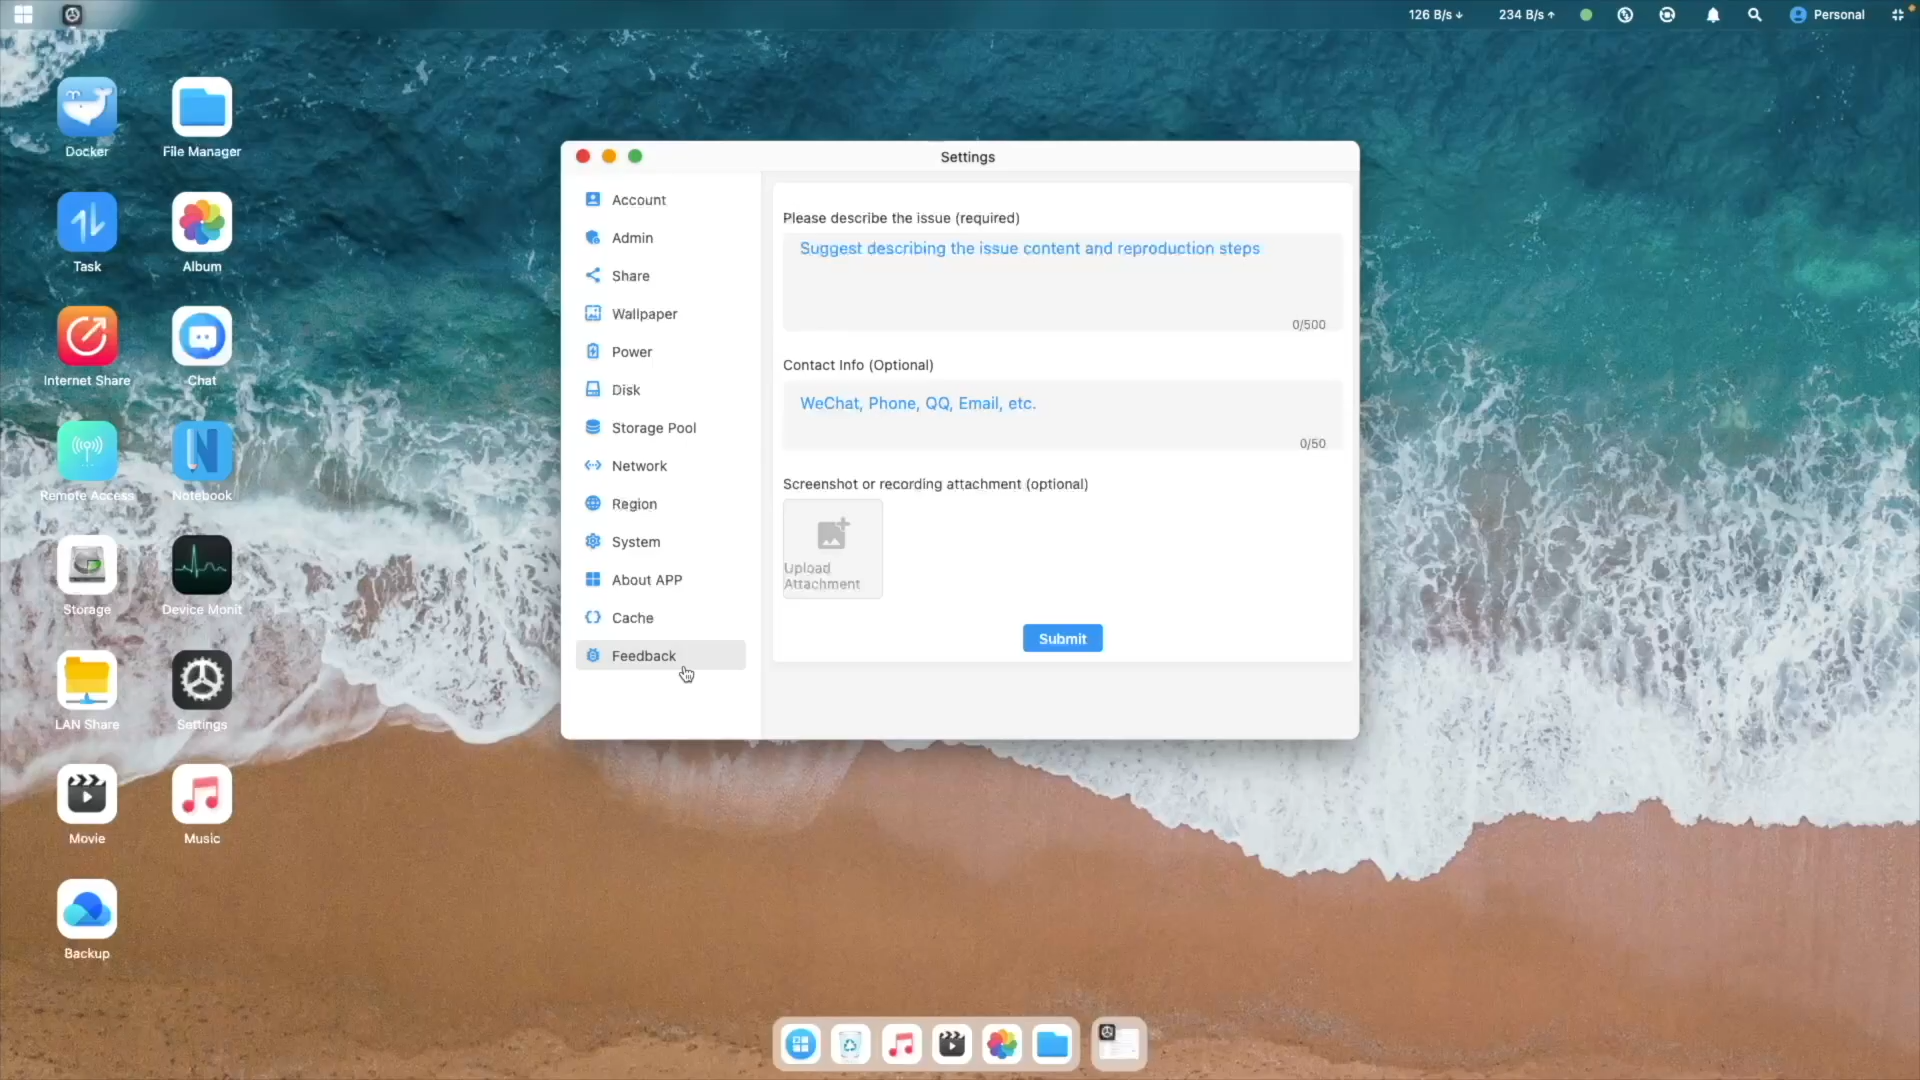 126 B/s↓
234 B/s↑
Personal
Docker
File Manager
Task
Album
Internet Share
Chat
Remote Access
Notebook
Storage
Device Monit
LAN Share
Settings
Movie
Music
Backup
Settings
Account
Admin
Share
Wallpaper
Power
Disk
Storage Pool
Network
Region
System
About APP
Cache
Feedback
Please describe the issue (required)
Suggest describing the issue content and reproduction steps
0/500
Contact Info (Optional)
WeChat, Phone, QQ, Email, etc.
0/50
Screenshot or recording attachment (optional)
Upload
Attachment
Submit